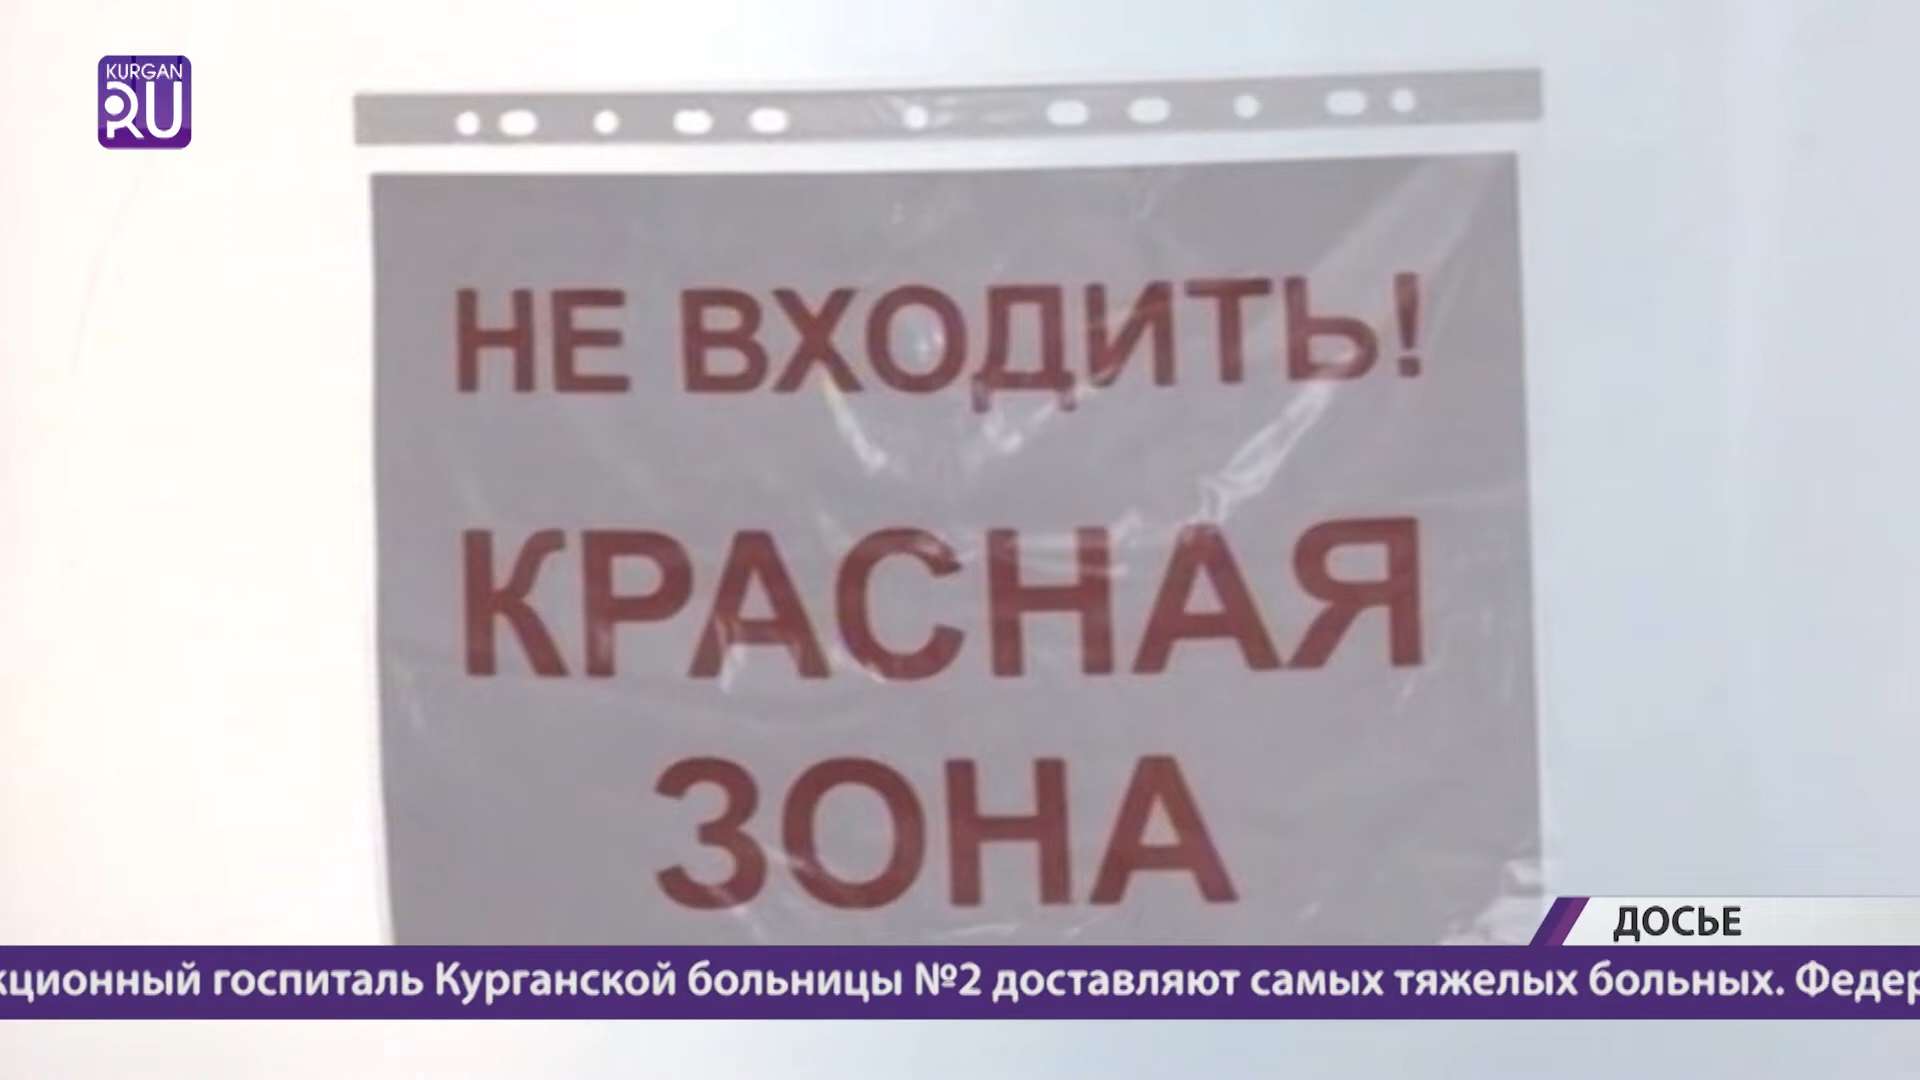 KURGAN
RU
НЕ ВХОДИТЬ!
КРАСНАЯ
ЗОНА
ДОСЬЕ
кционный госпиталь Курганской больницы №2 доставляют самых тяжелых больных. Федер